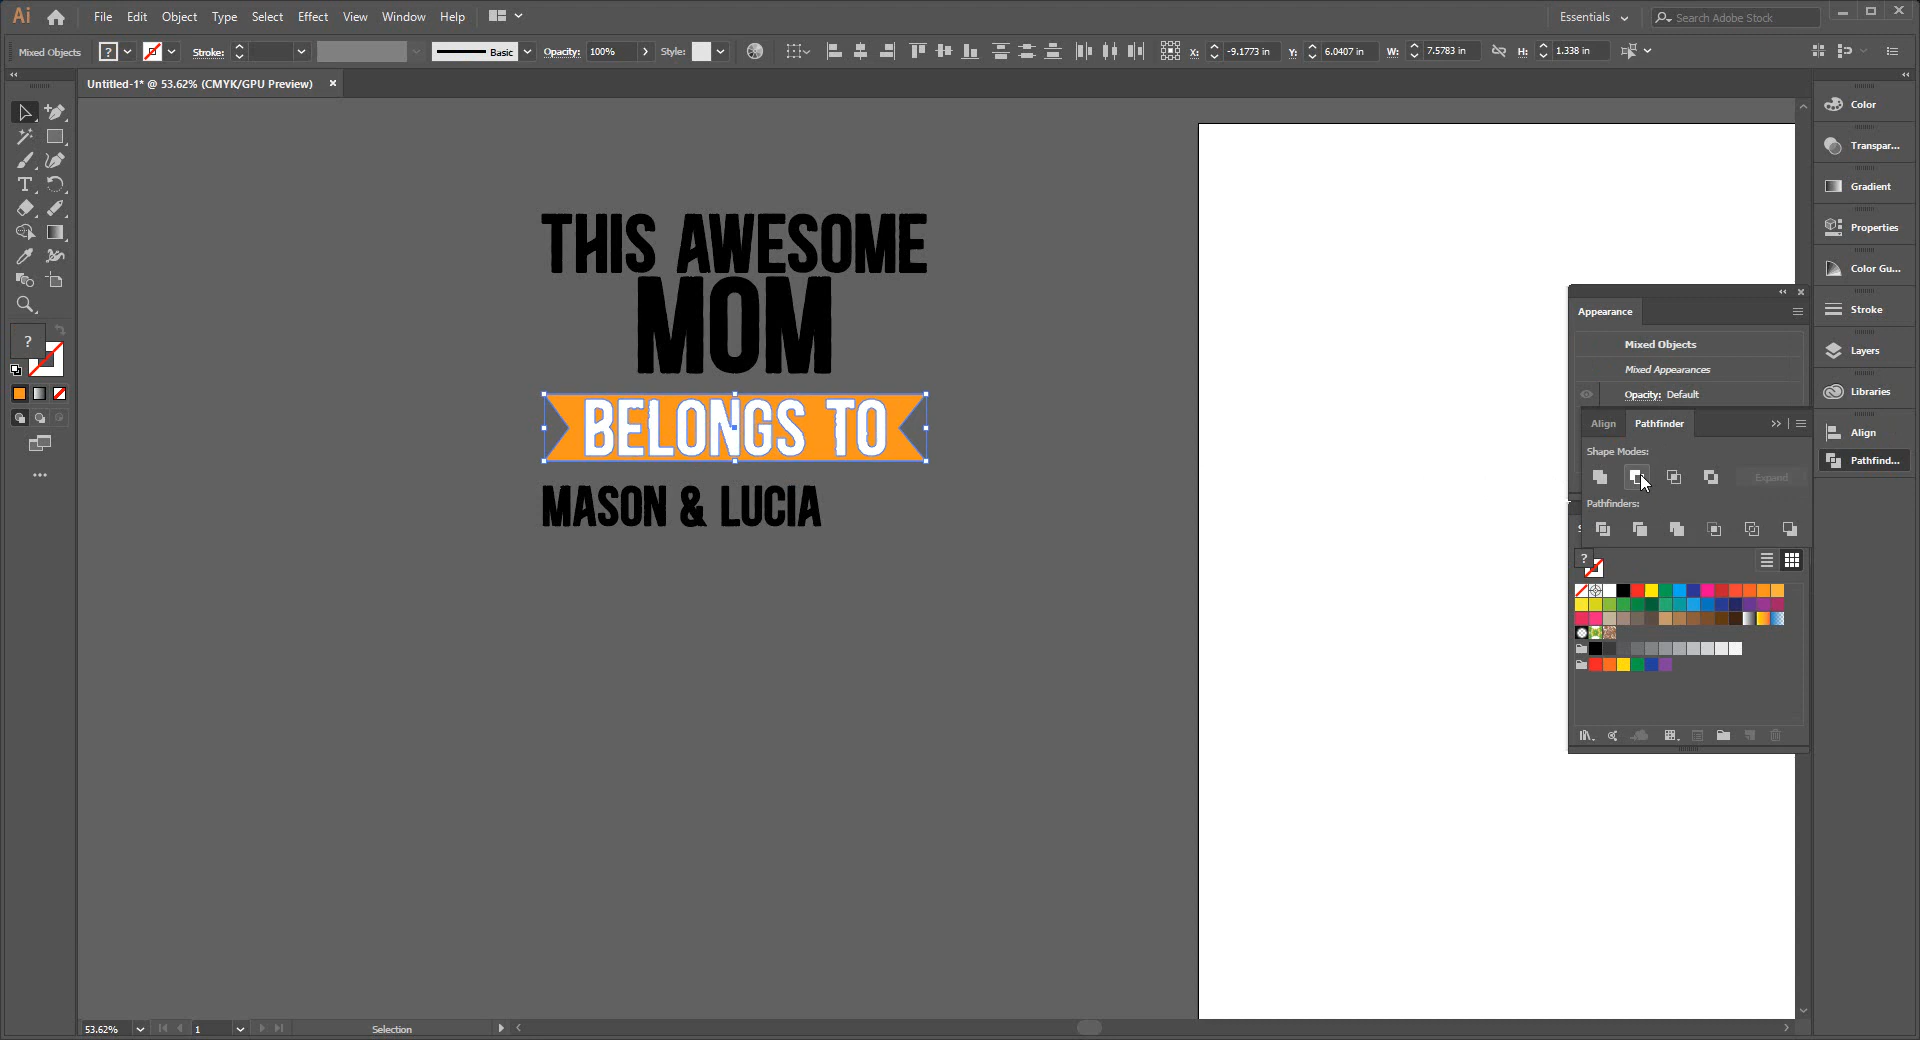 Ai File Edit Object Type Select Effect View Window Help Essentials Search Adobe Stock
Mixed Objects ? Stroke: Basic Opacity: 100% Style: X: -9.1773 in Y: 6.0407 in W: 7.5783 in H: 1.338 in
Untitled-1* @ 53.62% (CMYK/GPU Preview) ×
THIS AWESOME
MOM
BELONGS TO
MASON & LUCIA
?
Color
Transpar...
Gradient
Properties
Color Gu...
Stroke
Layers
Libraries
Align
Pathfind...
Appearance
Mixed Objects
Mixed Appearances
Opacity: Default
Align Pathfinder
Shape Modes:
Expand
Pathfinders:
?
53.62% 1 Selection